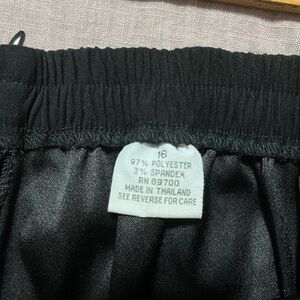 16
97% POLYESTER
3% SPANDEX
RN 89700
MADE IN THAILAND
SEE REVERSE FOR CARE